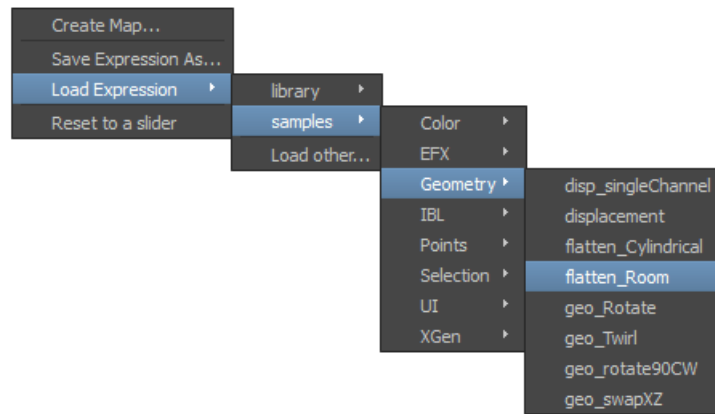 Create Map...
Save Expression As...
Load Expression
Reset to a slider
library
samples
Load other...
Color
EFX
Geometry
IBL
Points
Selection
UI
XGen
disp_singleChannel
displacement
flatten_Cylindrical
flatten_Room
geo_Rotate
geo_Twirl
geo_rotate90CW
geo_swapXZ